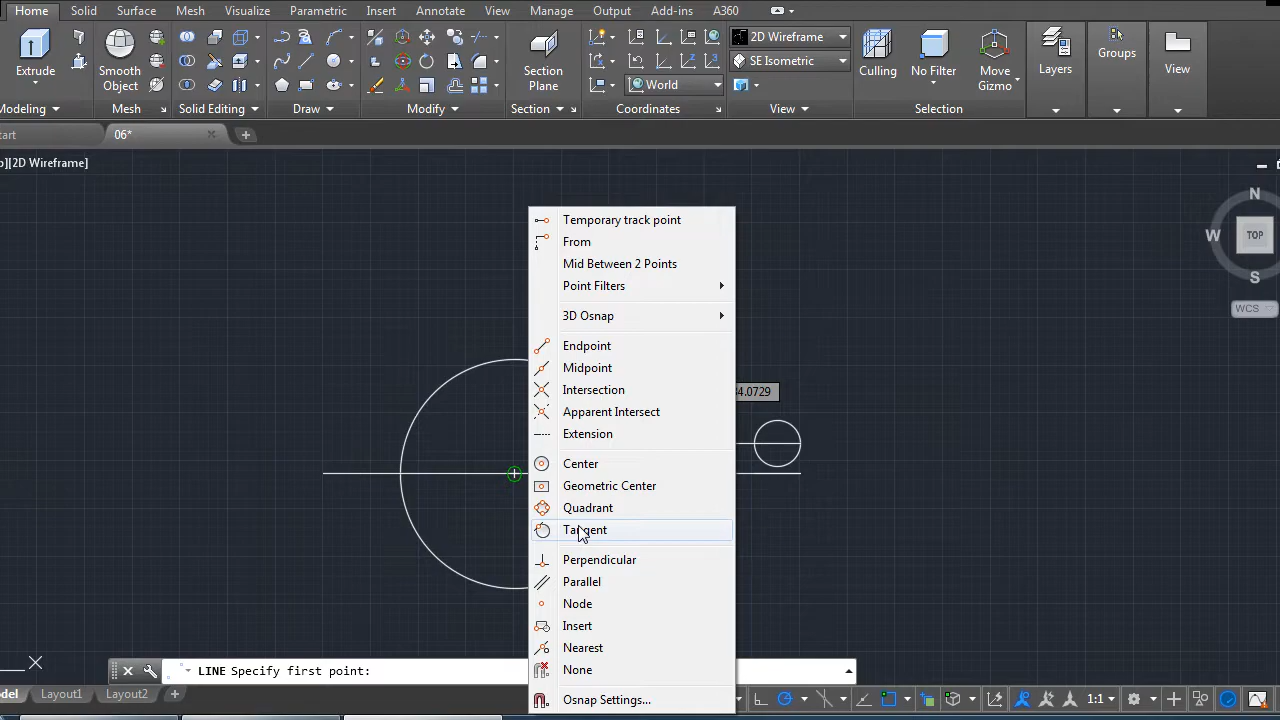 Home Solid Surface Mesh Visualize Parametric Insert Annotate View Manage Output Add-ins A360
2D Wireframe
SE Isometric
World
Extrude
Smooth
Object
Section
Plane
Culling
No Filter
Move
Gizmo
Layers
Groups
View
Modeling
Mesh
Solid Editing
Draw
Modify
Section
Coordinates
View
Selection
tart
06*
p][2D Wireframe]
N
W
TOP
S
WCS
Temporary track point
From
Mid Between 2 Points
Point Filters
3D Osnap
Endpoint
Midpoint
Intersection
Apparent Intersect
Extension
Center
Geometric Center
Quadrant
Tangent
Perpendicular
Parallel
Node
Insert
Nearest
None
Osnap Settings...
4.0729
X
LINE Specify first point:
odel Layout1 Layout2
1:1